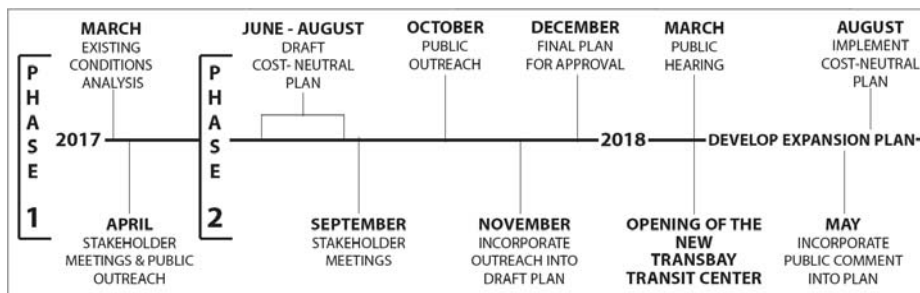 PHASE 1
MARCH
EXISTING
CONDITIONS
ANALYSIS
2017
APRIL
STAKEHOLDER
MEETINGS & PUBLIC
OUTREACH
PHASE 2
JUNE - AUGUST
DRAFT
COST- NEUTRAL
PLAN
SEPTEMBER
STAKEHOLDER
MEETINGS
OCTOBER
PUBLIC
OUTREACH
NOVEMBER
INCORPORATE
OUTREACH INTO
DRAFT PLAN
DECEMBER
FINAL PLAN
FOR APPROVAL
2018
MARCH
PUBLIC
HEARING
OPENING OF THE
NEW
TRANSBAY
TRANSIT CENTER
DEVELOP EXPANSION PLAN
MAY
INCORPORATE
PUBLIC COMMENT
INTO PLAN
AUGUST
IMPLEMENT
COST-NEUTRAL
PLAN